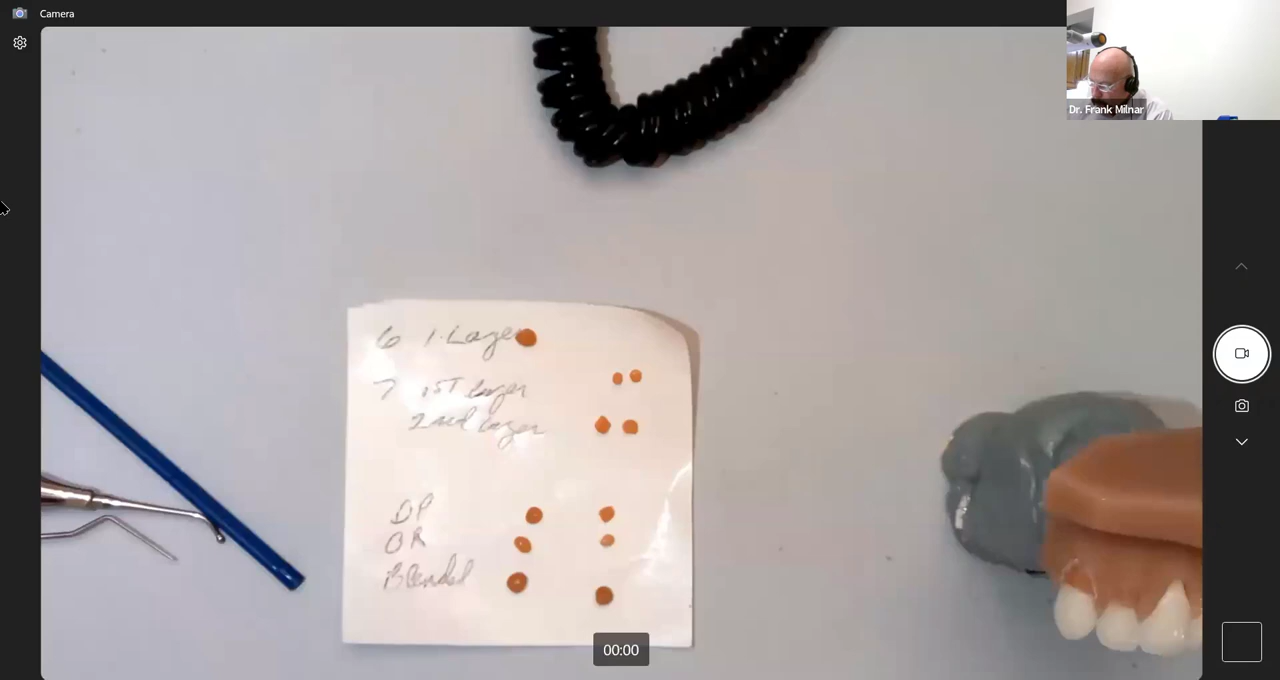 Camera
Dr. Frank Milnar
6 1-Layer
7 1ST layer
2nd layer
DP
OR
Blended
00:00